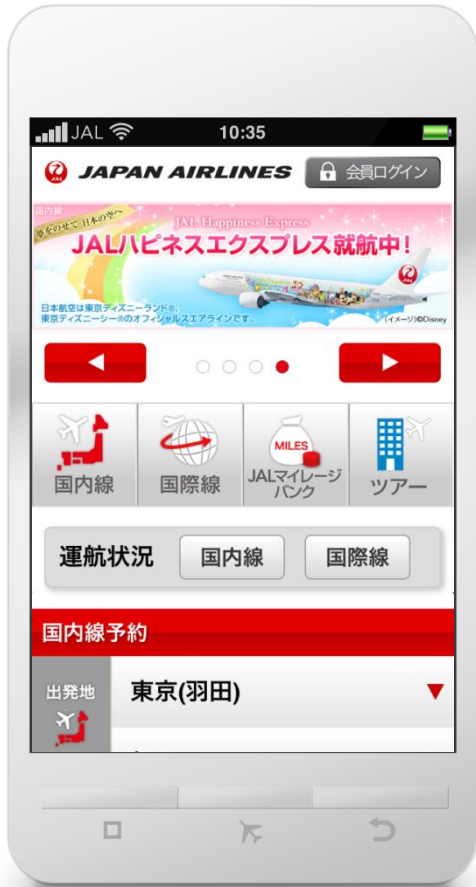 JAL
10:35
JAL
JAPAN AIRLINES
会員ログイン
国内線
夢をのせて 日本の空へ
JAL Happiness Express
JALハピネスエクスプレス就航中!
日本航空は東京ディズニーランド®、
東京ディズニーシー®のオフィシャルエアラインです。
(イメージ)©Disney
国内線
国際線
MILES
JALマイレージ
バンク
ツアー
運航状況
国内線
国際線
国内線予約
出発地
東京(羽田)